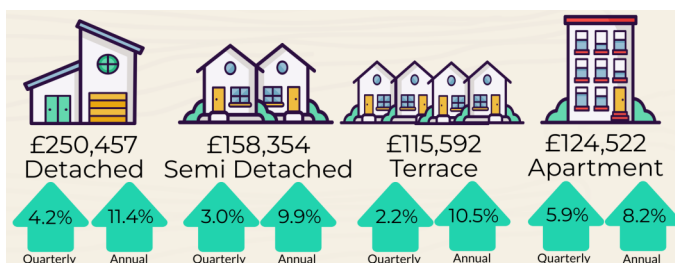 £250,457
Detached
4.2%
11.4%
Quarterly
Annual
£158,354
Semi Detached
3.0%
9.9%
Quarterly
Annual
£115,592
Terrace
2.2%
10.5%
Quarterly
Annual
£124,522
Apartment
5.9%
8.2%
Quarterly
Annual